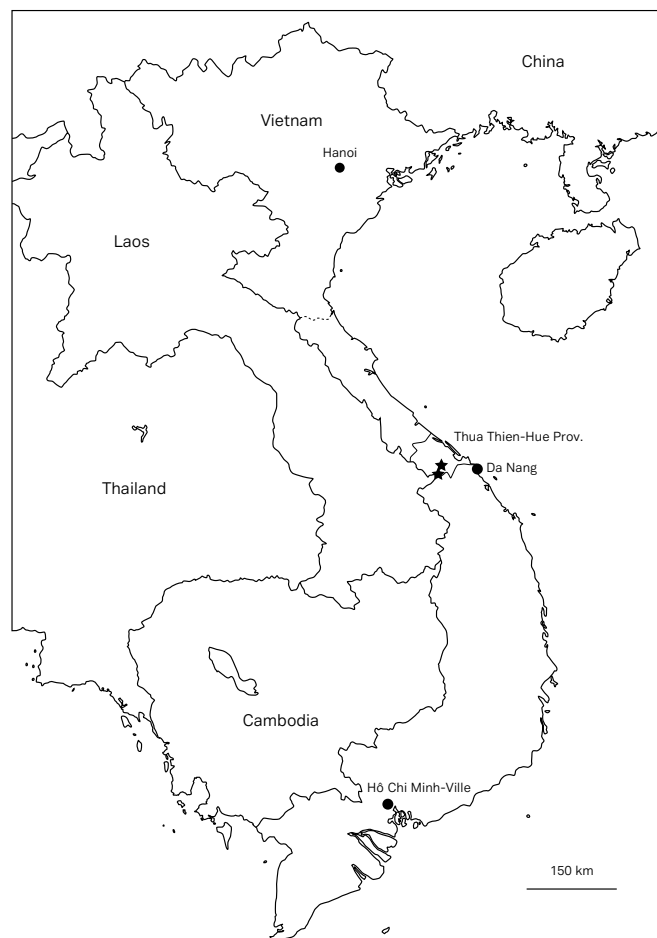 China
Vietnam
Hanoi
Laos
Thua Thien-Hue Prov.
Da Nang
Thailand
Cambodia
Hô Chi Minh-Ville
150 km